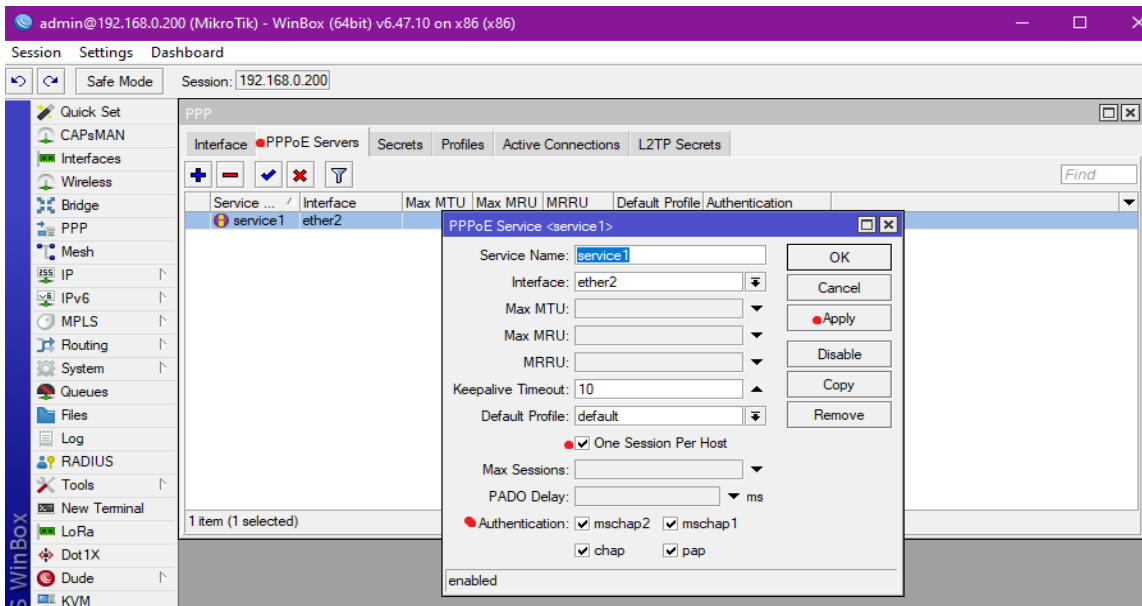 admin@192.168.0.200 (MikroTik) - WinBox (64bit) v6.47.10 on x86 (x86)
Session Settings Dashboard
Safe Mode Session: 192.168.0.200
Quick Set
CAPsMAN
Interfaces
Wireless
Bridge
PPP
Mesh
IP
IPv6
MPLS
Routing
System
Queues
Files
Log
RADIUS
Tools
New Terminal
LoRa
Dot1X
Dude
KVM
WinBox
PPP
Interface PPPoE Servers Secrets Profiles Active Connections L2TP Secrets
Find
Service ... Interface Max MTU Max MRU MRRU Default Profile Authentication
service1 ether2
1 item (1 selected)
PPPoE Service <service1>
Service Name: service1
Interface: ether2
Max MTU:
Max MRU:
MRRU:
Keepalive Timeout: 10
Default Profile: default
One Session Per Host
Max Sessions:
PADO Delay: ms
Authentication: mschap2 mschap1
chap pap
enabled
OK
Cancel
Apply
Disable
Copy
Remove